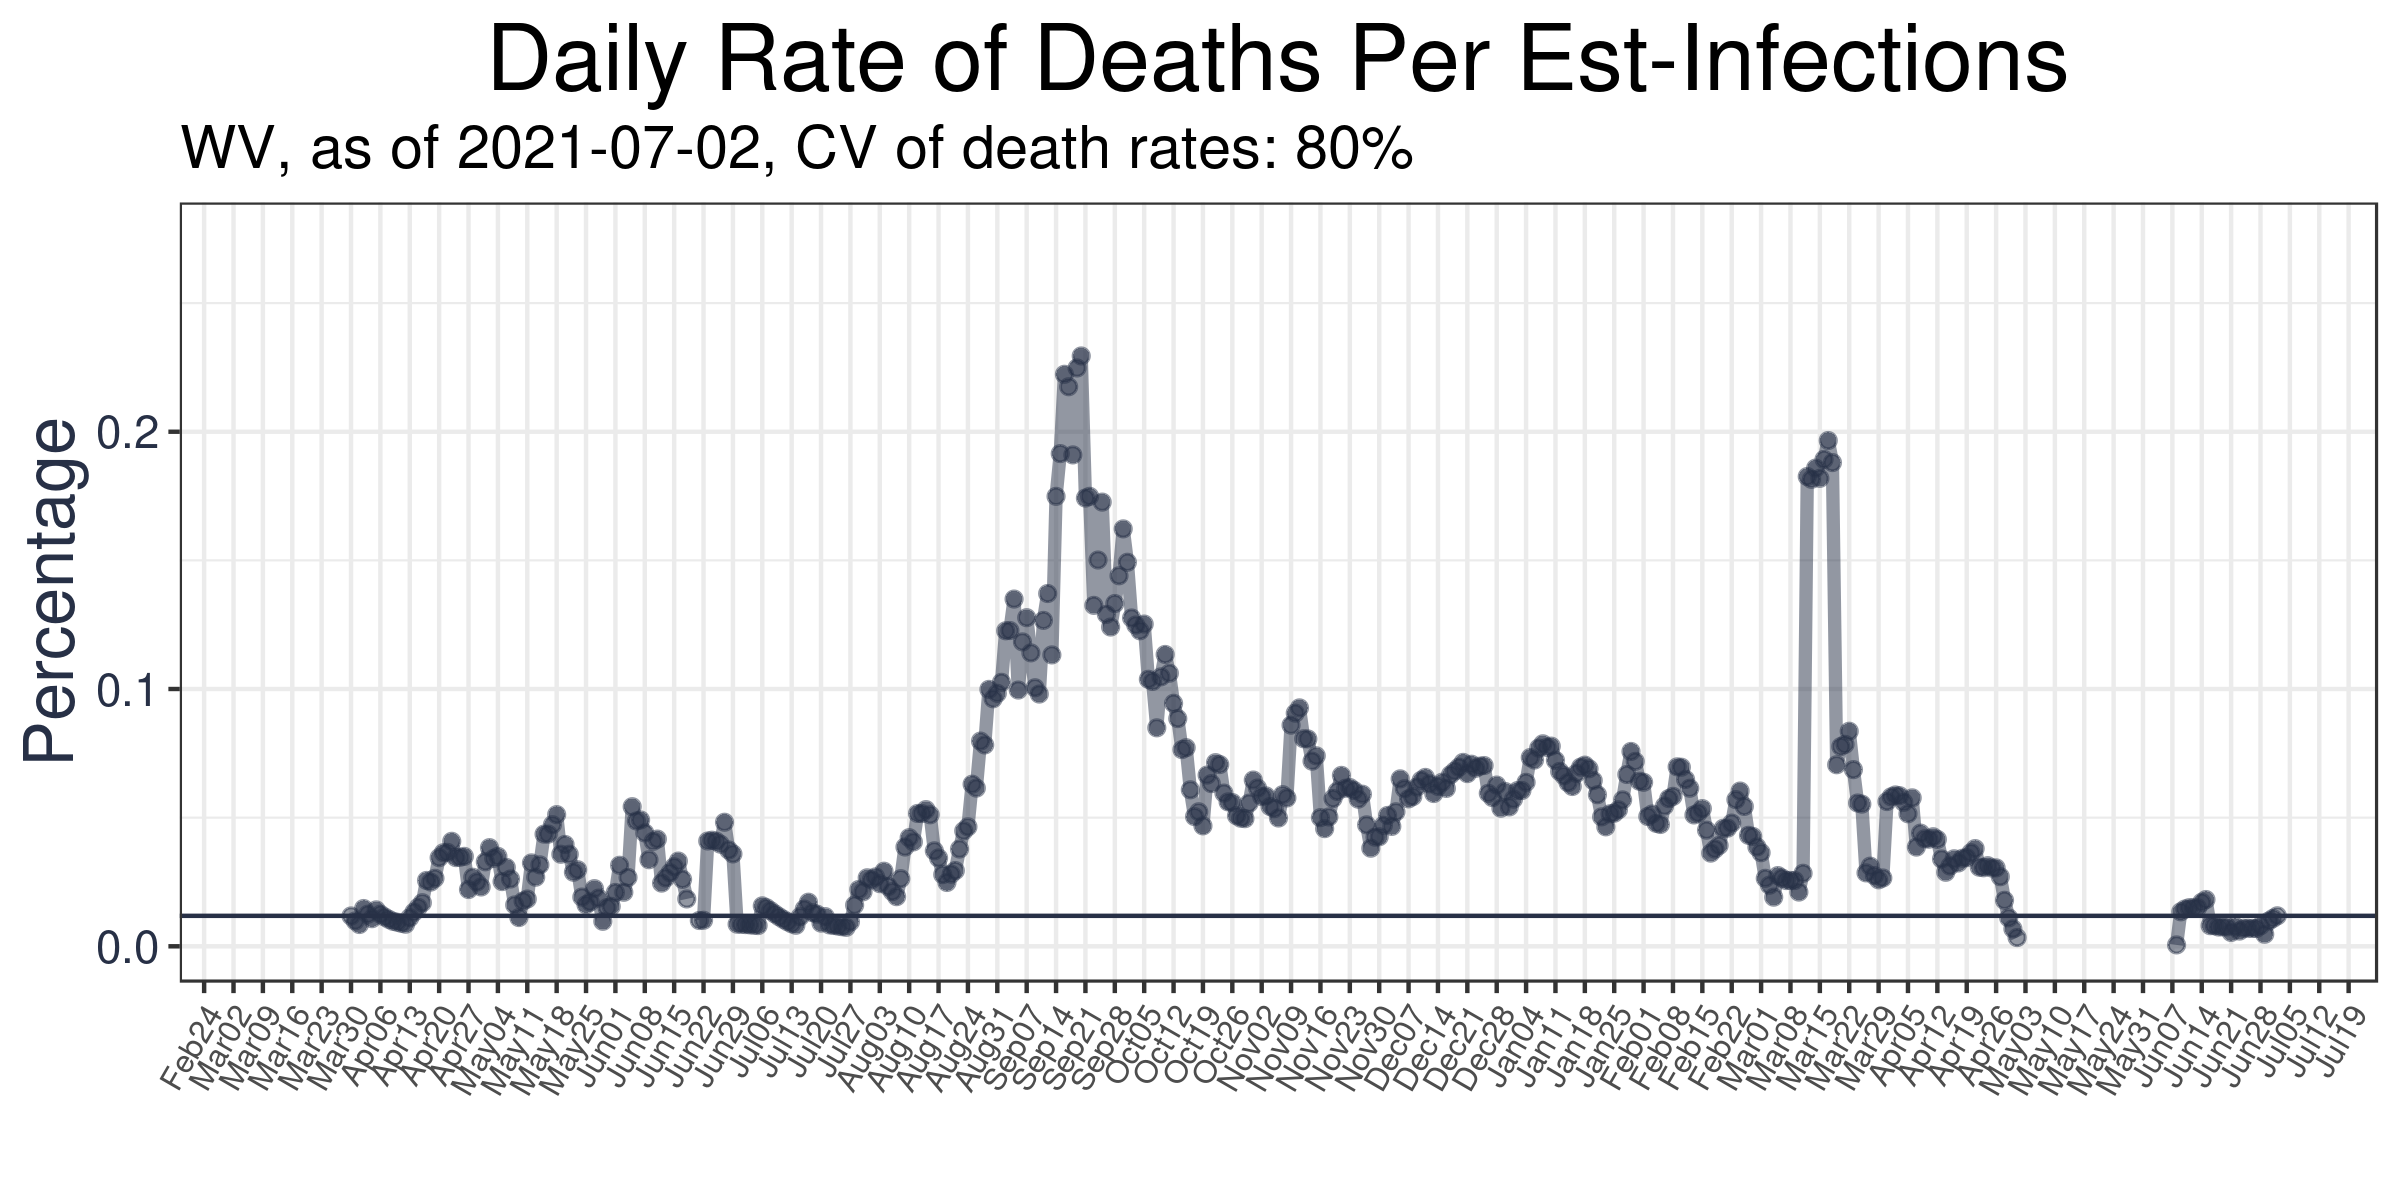 Daily Rate of Deaths Per Est-Infections
WV, as of 2021-07-02, CV of death rates: 80%
Percentage
0.2
0.1
0.0
Feb24
Mar02
Mar09
Mar16
Mar23
Mar30
Apr06
Apr13
Apr20
Apr27
May04
May11
May18
May25
Jun01
Jun08
Jun15
Jun22
Jun29
Jul06
Jul13
Jul20
Jul27
Aug03
Aug10
Aug17
Aug24
Aug31
Sep07
Sep14
Sep21
Sep28
Oct05
Oct12
Oct19
Oct26
Nov02
Nov09
Nov16
Nov23
Nov30
Dec07
Dec14
Dec21
Dec28
Jan04
Jan11
Jan18
Jan25
Feb01
Feb08
Feb15
Feb22
Mar01
Mar08
Mar15
Mar22
Mar29
Apr05
Apr12
Apr19
Apr26
May03
May10
May17
May24
May31
Jun07
Jun14
Jun21
Jun28
Jul05
Jul12
Jul19